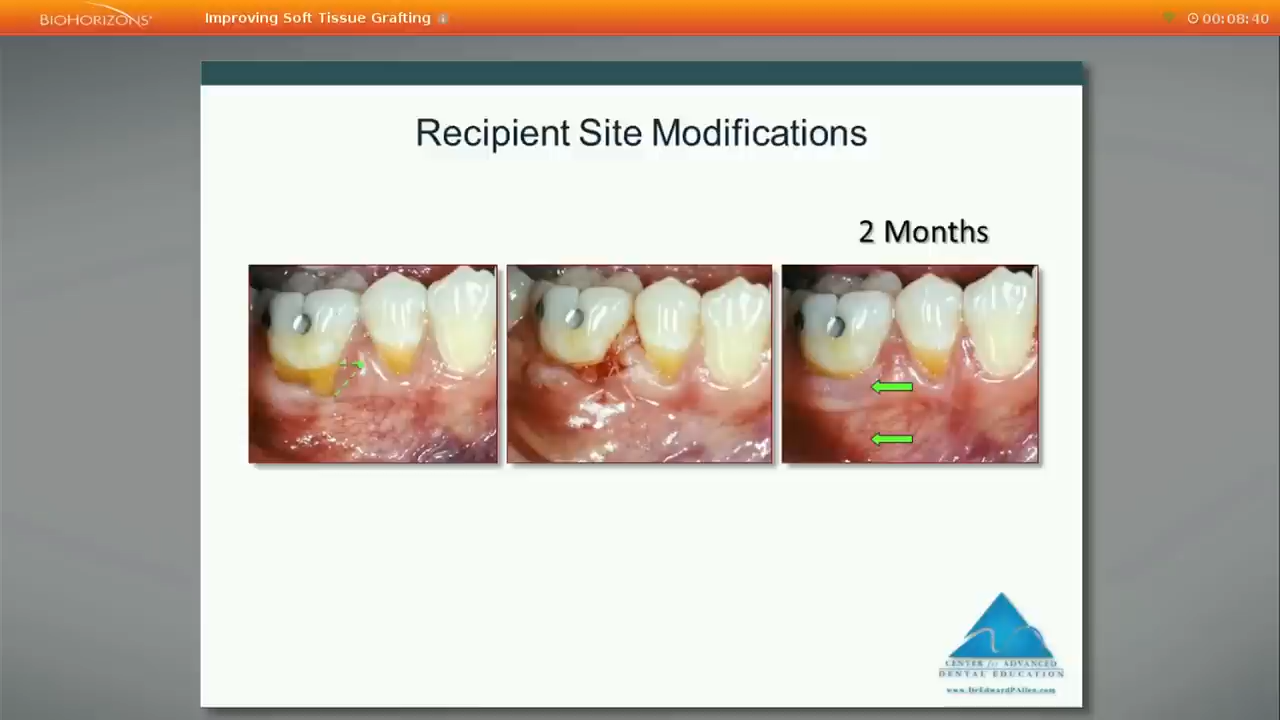 BIOHORIZONS®
Improving Soft Tissue Grafting
00:08:40
Recipient Site Modifications
2 Months
CENTER for ADVANCED
DENTAL EDUCATION
www.DrEdwardPAllen.com